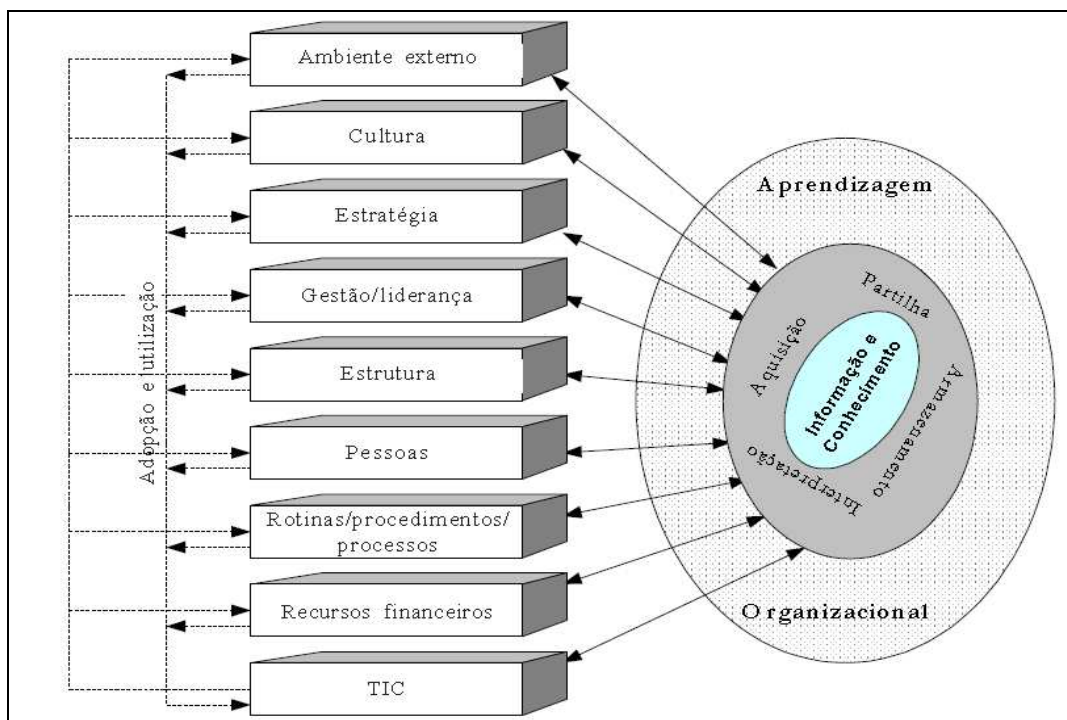 Ambiente externo
Cultura
Estratégia
Gestão/liderança
Estrutura
Pessoas
Rotinas/procedimentos/
processos
Recursos financeiros
TIC
Adopção e utilização
Aprendizagem
Partilha
Aquisição
Informação e
Conhecimento
Armazenamento
Interpretação
Organizacional